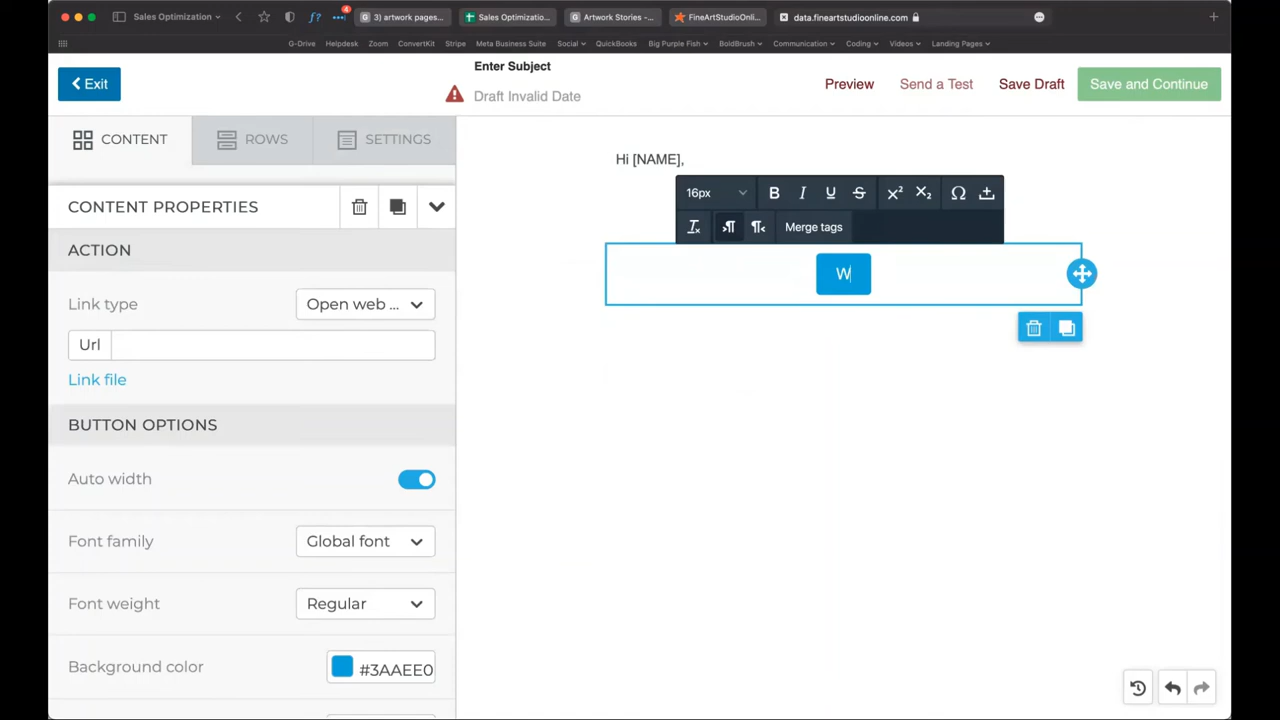 Sales Optimization
4
3) artwork pages...
Sales Optimizatio...
Artwork Stories -...
FineArtStudioOnli...
data.fineartstudioonline.com
G-Drive Helpdesk Zoom ConvertKit Stripe Meta Business Suite Social QuickBooks Big Purple Fish BoldBrush Communication Coding Videos Landing Pages
Exit
Enter Subject
Draft Invalid Date
Preview
Send a Test
Save Draft
Save and Continue
CONTENT
ROWS
SETTINGS
CONTENT PROPERTIES
ACTION
Link type
Open web ...
Url
Link file
BUTTON OPTIONS
Auto width
Font family
Global font
Font weight
Regular
Background color
#3AAEE0
Hi [NAME],
16px
Merge tags
W